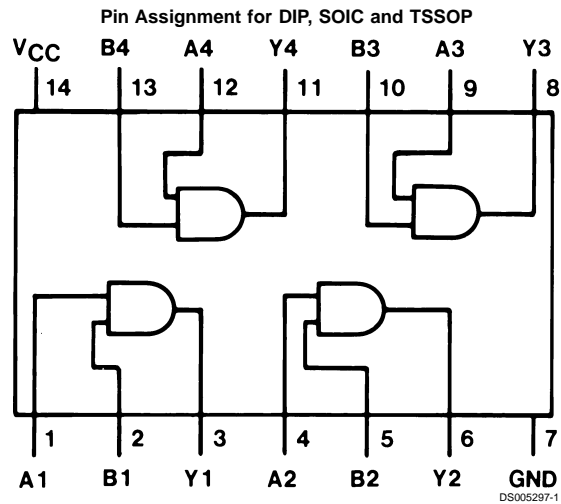 Pin Assignment for DIP, SOIC and TSSOP
VCC B4 A4 Y4 B3 A3 Y3
14 13 12 11 10 9 8
1 2 3 4 5 6 7
A1 B1 Y1 A2 B2 Y2 GND
DS005297-1